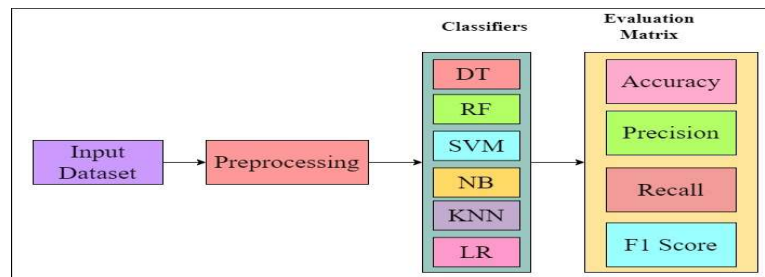 Input
Dataset
Preprocessing
Classifiers
DT
RF
SVM
NB
KNN
LR
Evaluation
Matrix
Accuracy
Precision
Recall
F1 Score